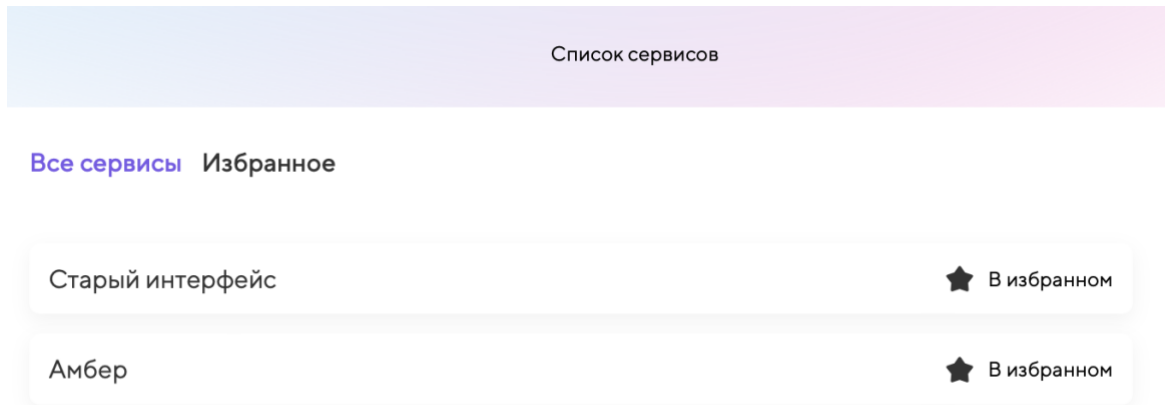 Список сервисов
Все сервисы Избранное
Старый интерфейс В избранном
Амбер В избранном